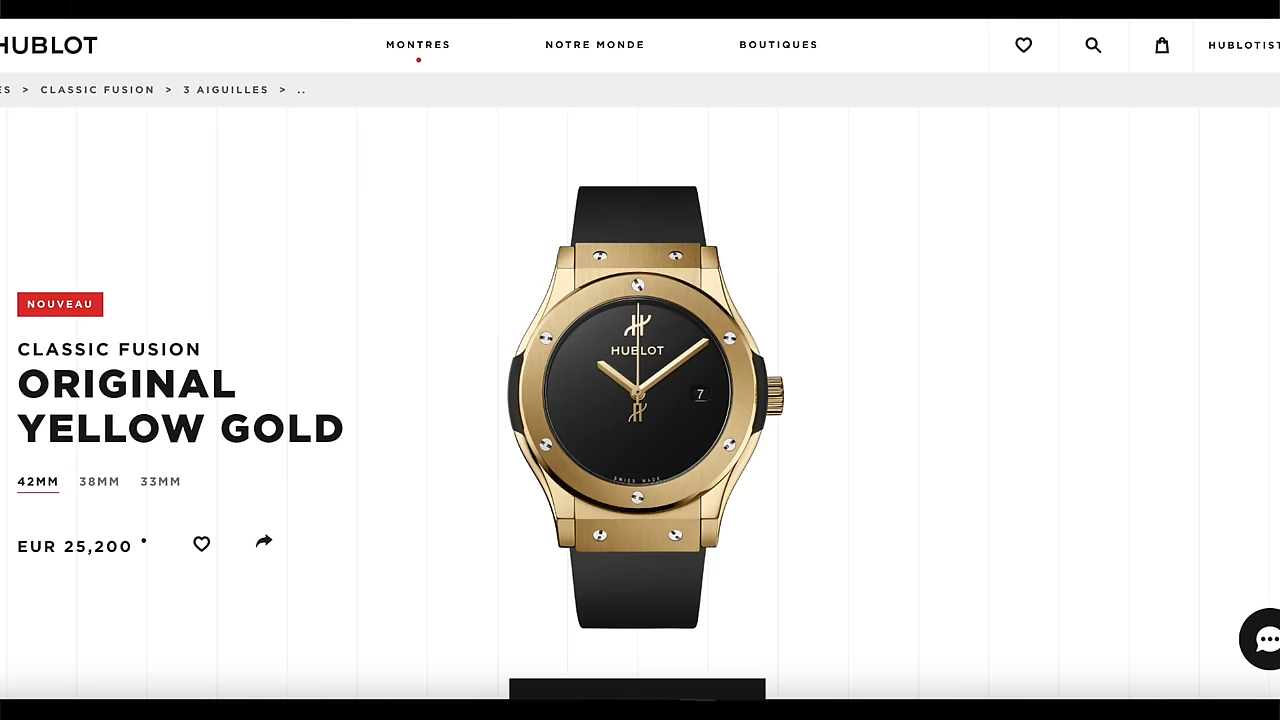 HUBLOT
MONTRES
NOTRE MONDE
BOUTIQUES
HUBLOTIST
ES > CLASSIC FUSION > 3 AIGUILLES > ..
NOUVEAU
CLASSIC FUSION
ORIGINAL
YELLOW GOLD
42MM 38MM 33MM
EUR 25,200 •
HUBLOT
7
SWISS MADE